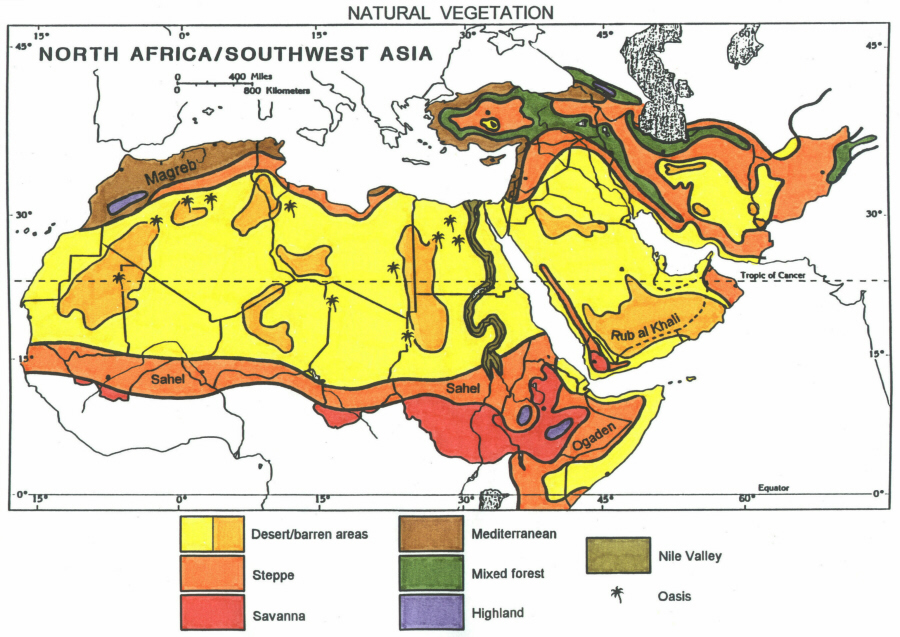 NATURAL VEGETATION
NORTH AFRICA/SOUTHWEST ASIA
45°
15°
0°
15°
30°
45°
60°
45°
0 400 Miles
0 800 Kilometers
Magreb
30°
30°
Tropic of Cancer
Rub al Khali
15°
15°
Sahel
Sahel
Ogaden
Equator
0°
15°
0°
15°
30°
45°
60°
0°
Desert/barren areas
Steppe
Savanna
Mediterranean
Mixed forest
Highland
Nile Valley
Oasis